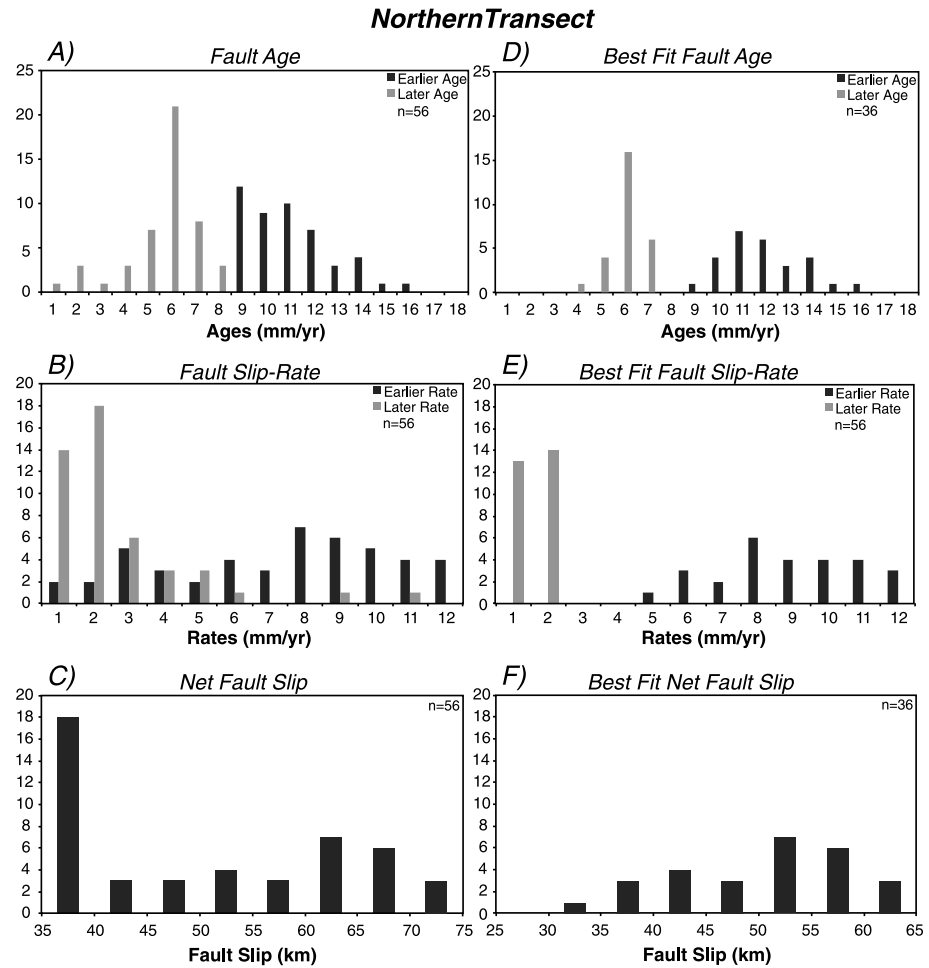 NorthernTransect
A)
Fault Age
25
20
15
10
5
0
Earlier Age
Later Age
n=56
1 2 3 4 5 6 7 8 9 10 11 12 13 14 15 16 17 18
Ages (mm/yr)
D)
Best Fit Fault Age
25
20
15
10
5
0
Earlier Age
Later Age
n=36
1 2 3 4 5 6 7 8 9 10 11 12 13 14 15 16 17 18
Ages (mm/yr)
B)
Fault Slip-Rate
20
18
16
14
12
10
8
6
4
2
0
Earlier Rate
Later Rate
n=56
1 2 3 4 5 6 7 8 9 10 11 12
Rates (mm/yr)
E)
Best Fit Fault Slip-Rate
20
18
16
14
12
10
8
6
4
2
0
Earlier Rate
Later Rate
n=56
1 2 3 4 5 6 7 8 9 10 11 12
Rates (mm/yr)
C)
Net Fault Slip
20
18
16
14
12
10
8
6
4
2
0
n=56
35 40 45 50 55 60 65 70 75
Fault Slip (km)
F)
Best Fit Net Fault Slip
20
18
16
14
12
10
8
6
4
2
0
n=36
25 30 35 40 45 50 55 60 65
Fault Slip (km)